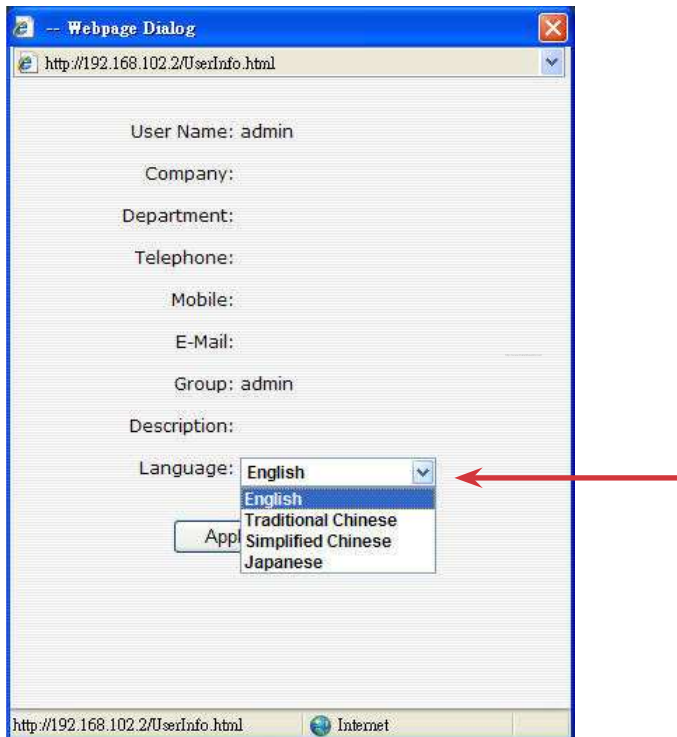 -- Webpage Dialog
http://192.168.102.2/UserInfo.html
User Name: admin
Company:
Department:
Telephone:
Mobile:
E-Mail:
Group: admin
Description:
Language: English
English
Traditional Chinese
Simplified Chinese
Japanese
Appl
http://192.168.102.2/UserInfo.html Internet